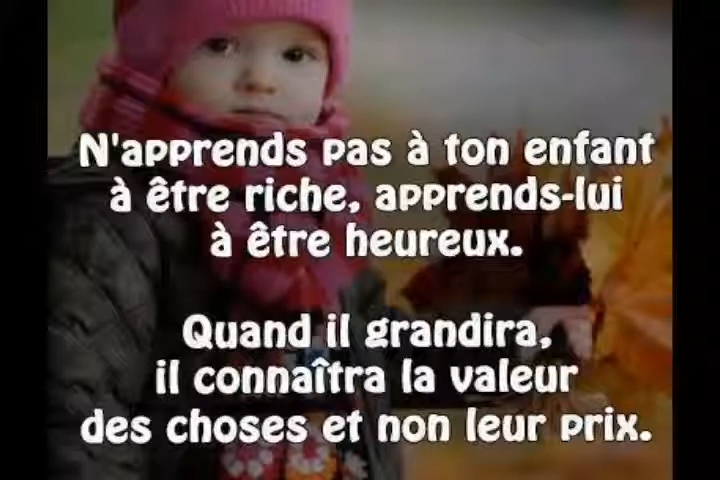 N'apprends pas à ton enfant
à être riche, apprends-lui
à être heureux.
Quand il grandira,
il connaîtra la valeur
des choses et non leur prix.